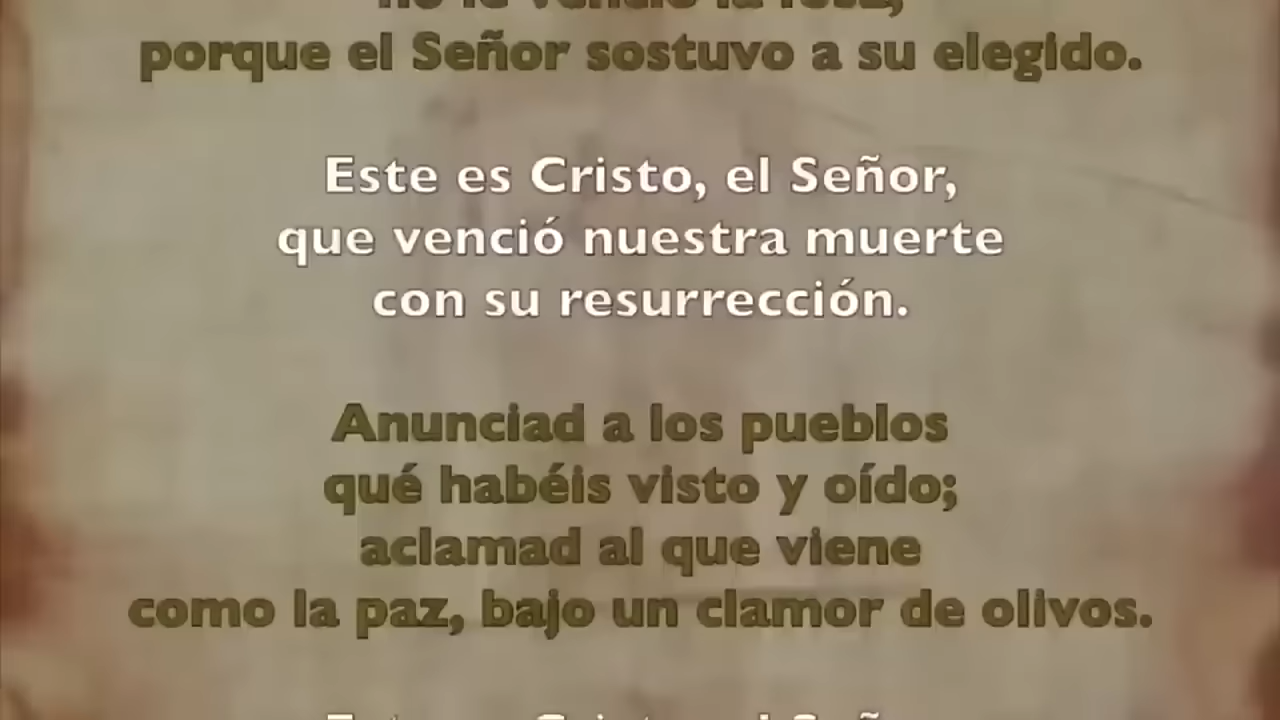 porque el Señor sostuvo a su elegido.
Este es Cristo, el Señor,
que venció nuestra muerte
con su resurrección.
Anunciad a los pueblos
qué habéis visto y oído;
aclamad al que viene
como la paz, bajo un clamor de olivos.